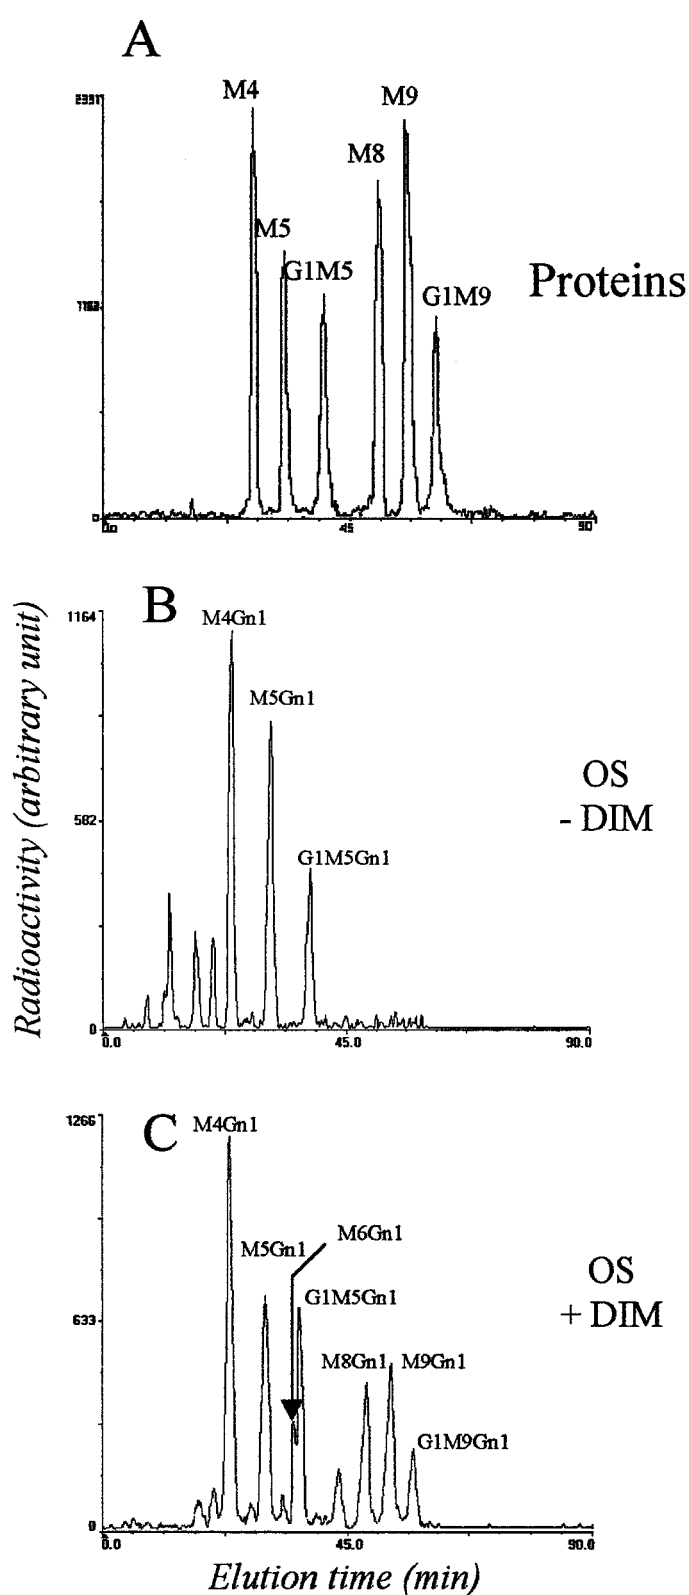 A
M4
M9
M8
M5
G1M5
G1M9
Proteins
0
45
90
B
Radioactivity (arbitrary unit)
1164
M4Gn1
M5Gn1
582
G1M5Gn1
OS
- DIM
0
0.0
45.0
90.0
C
1266
M4Gn1
M6Gn1
M5Gn1
G1M5Gn1
OS
+ DIM
633
M8Gn1
M9Gn1
G1M9Gn1
0
0.0
45.0
90.0
Elution time (min)